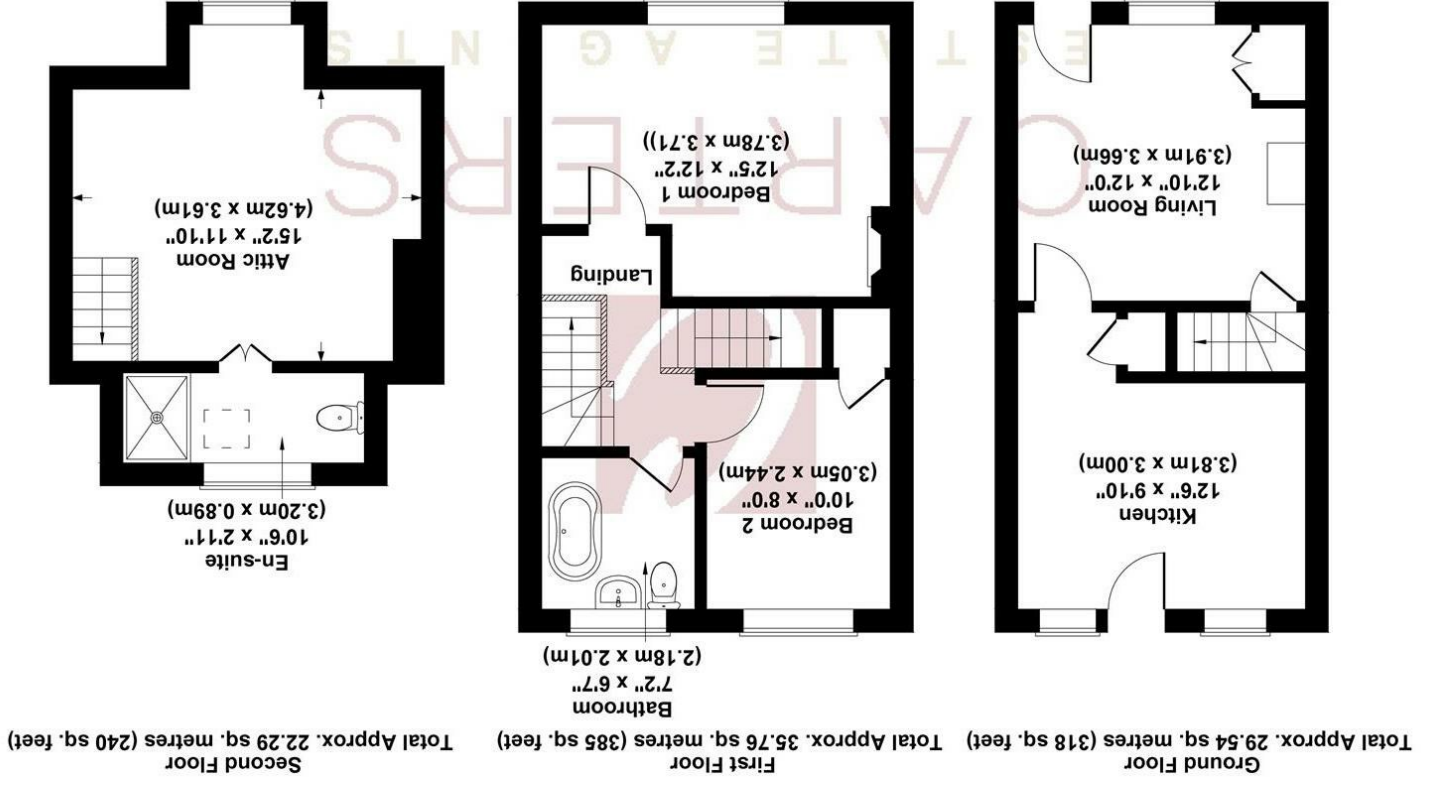 Ground Floor
Total Approx. 29.54 sq. metres (318 sq. feet)
First Floor
Total Approx. 35.76 sq. metres (385 sq. feet)
Second Floor
Total Approx. 22.29 sq. metres (240 sq. feet)
Kitchen
12'6" x 9'10"
(3.81m x 3.00m)
Living Room
12'10" x 12'0"
(3.91m x 3.66m)
Bathroom
7'2" x 6'7"
(2.18m x 2.01m)
Bedroom 2
10'0" x 8'0"
(3.05m x 2.44m)
Landing
Bedroom 1
12'5" x 12'2"
(3.78m x 3.71))
En-suite
10'6" x 2'11"
(3.20m x 0.89m)
Attic Room
15'2" x 11'10"
(4.62m x 3.61m)
CARTERS
ESTATE AGENTS